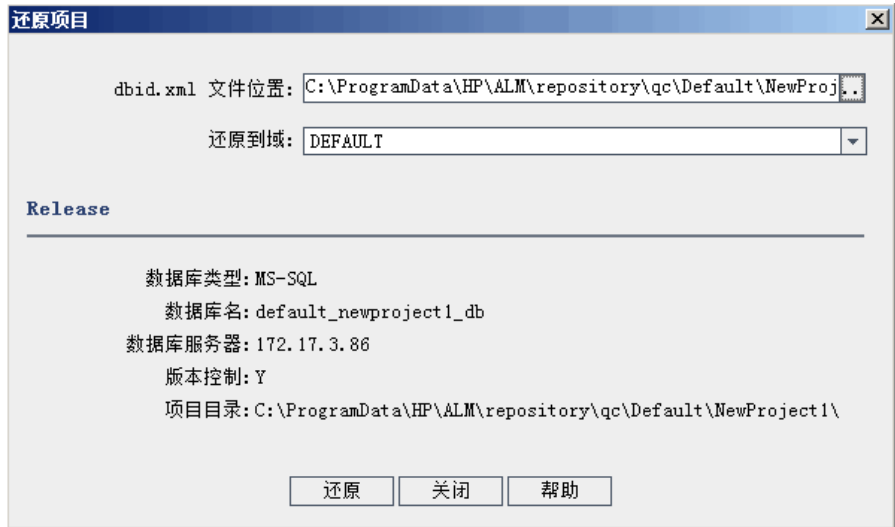 还原项目
dbid.xml 文件位置: C:\ProgramData\HP\ALM\repository\qc\Default\NewProj ..
还原到域: DEFAULT
Release
数据库类型: MS-SQL
数据库名: default_newproject1_db
数据库服务器: 172.17.3.86
版本控制: Y
项目目录: C:\ProgramData\HP\ALM\repository\qc\Default\NewProject1\
还原 关闭 帮助